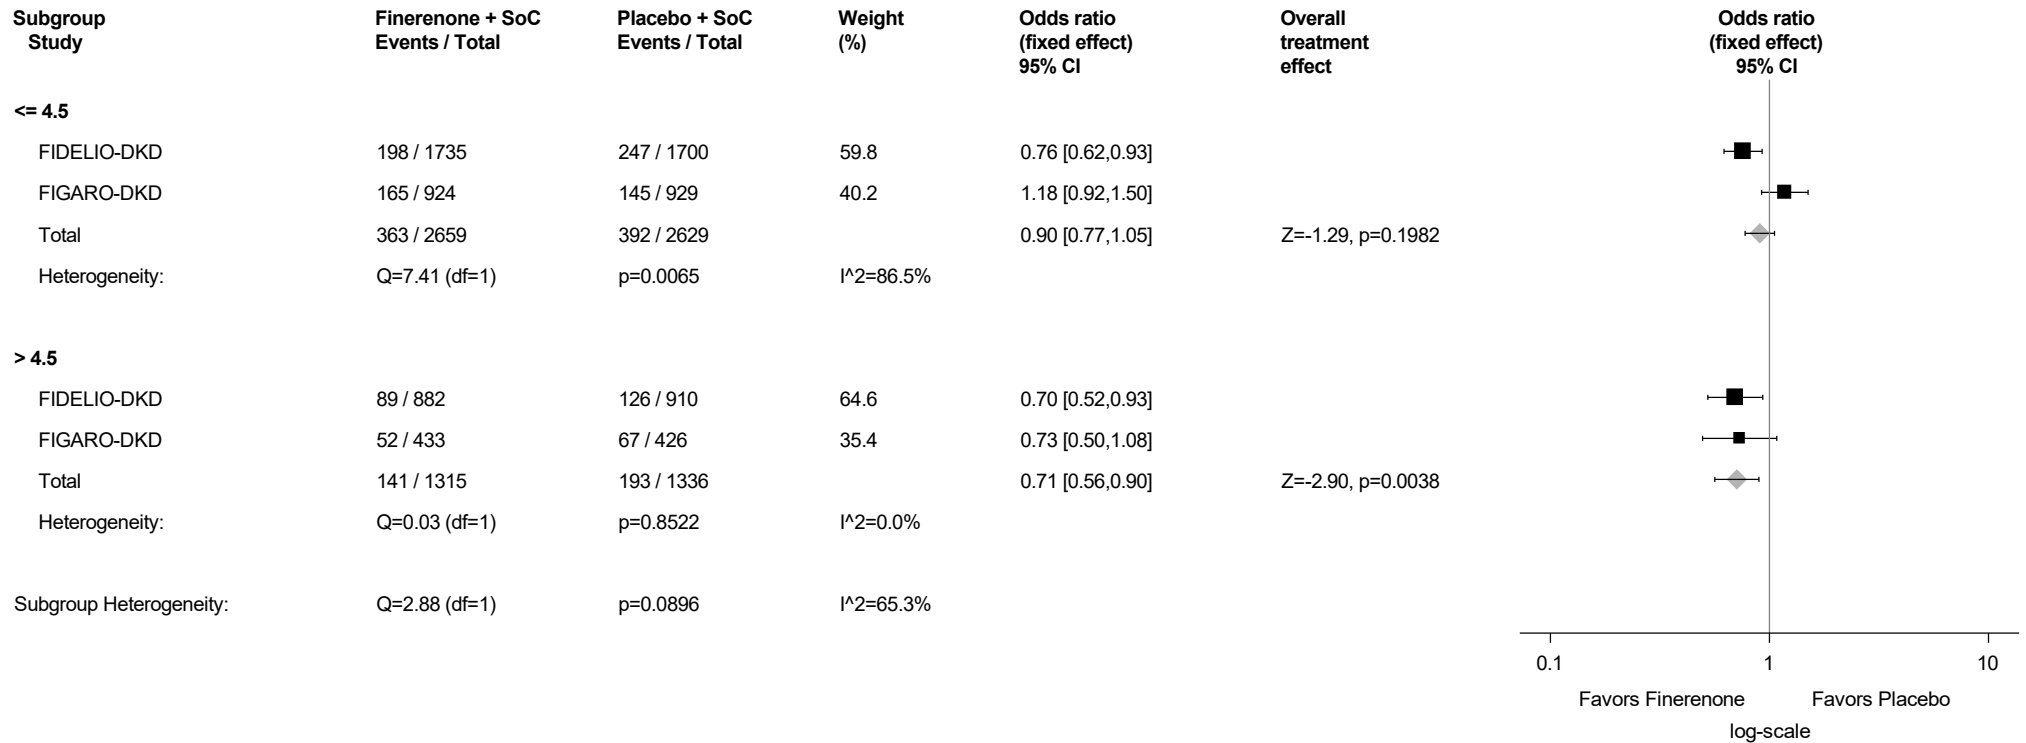 Subgroup Finerenone + SoC Placebo + SoC Weight Odds ratio Overall Odds ratio
Study Events / Total Events / Total (%) (fixed effect) treatment (fixed effect)
95% CI effect 95% CI
<= 4.5
FIDELIO-DKD 198 / 1735 247 / 1700 59.8 0.76 [0.62,0.93]
FIGARO-DKD 165 / 924 145 / 929 40.2 1.18 [0.92,1.50]
Total 363 / 2659 392 / 2629 0.90 [0.77,1.05] Z=-1.29, p=0.1982
Heterogeneity: Q=7.41 (df=1) p=0.0065 I^2=86.5%
> 4.5
FIDELIO-DKD 89 / 882 126 / 910 64.6 0.70 [0.52,0.93]
FIGARO-DKD 52 / 433 67 / 426 35.4 0.73 [0.50,1.08]
Total 141 / 1315 193 / 1336 0.71 [0.56,0.90] Z=-2.90, p=0.0038
Heterogeneity: Q=0.03 (df=1) p=0.8522 I^2=0.0%
Subgroup Heterogeneity: Q=2.88 (df=1) p=0.0896 I^2=65.3%
0.1 1 10
Favors Finerenone Favors Placebo
log-scale